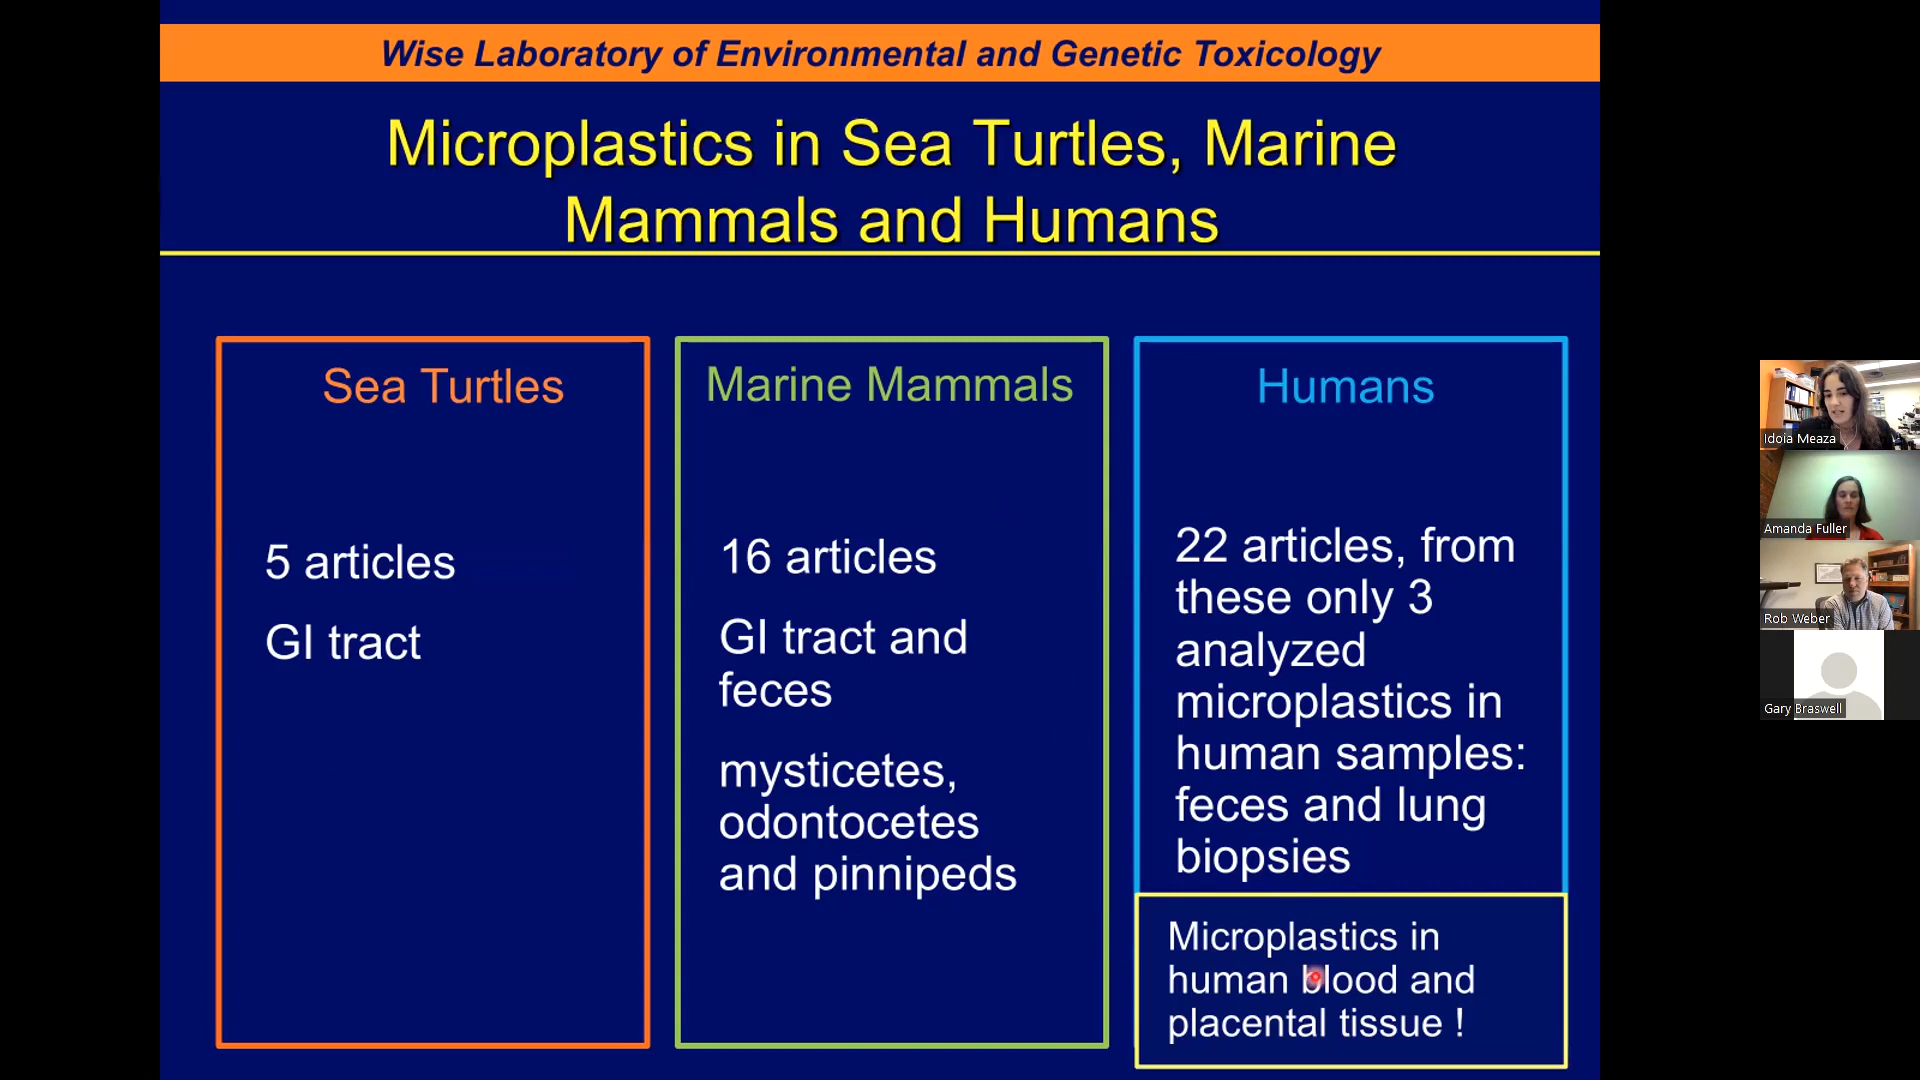 Wise Laboratory of Environmental and Genetic Toxicology
Microplastics in Sea Turtles, Marine
Mammals and Humans
Sea Turtles
5 articles
GI tract
Marine Mammals
16 articles
GI tract and
feces
mysticetes,
odontocetes
and pinnipeds
Humans
22 articles, from
these only 3
analyzed
microplastics in
human samples:
feces and lung
biopsies
Microplastics in
human blood and
placental tissue !
Idoia Meaza
Amanda Fuller
Rob Weber
Gary Braswell